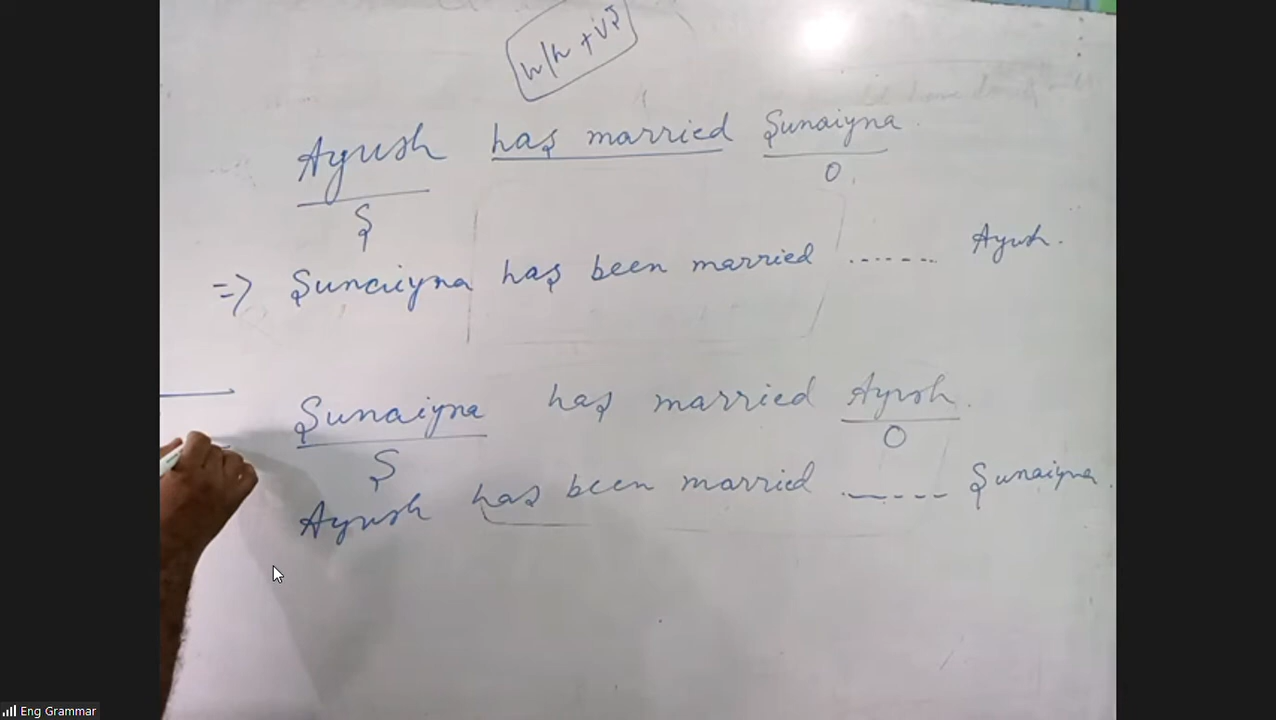 h/h + V3
Ayush has married Sunaiyna.
S O
=> Sunaiyna has been married ....... Ayush.
Sunaiyna has married Ayush.
S O
Ayush has been married ....... Sunaiyna.
Eng Grammar